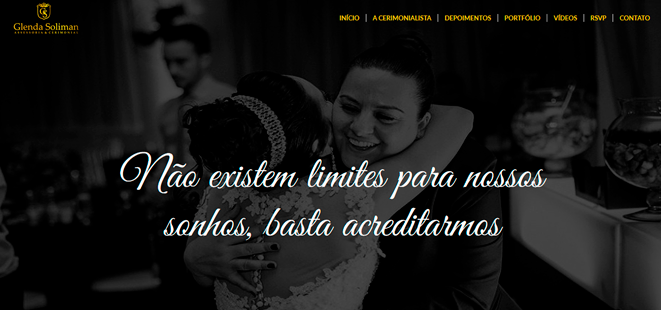 Glenda Soliman
ASSESSORIA & CERIMONIAL
INÍCIO | A CERIMONIALISTA | DEPOIMENTOS | PORTFÓLIO | VÍDEOS | RSVP | CONTATO
Não existem limites para nossos
sonhos, basta acreditarmos